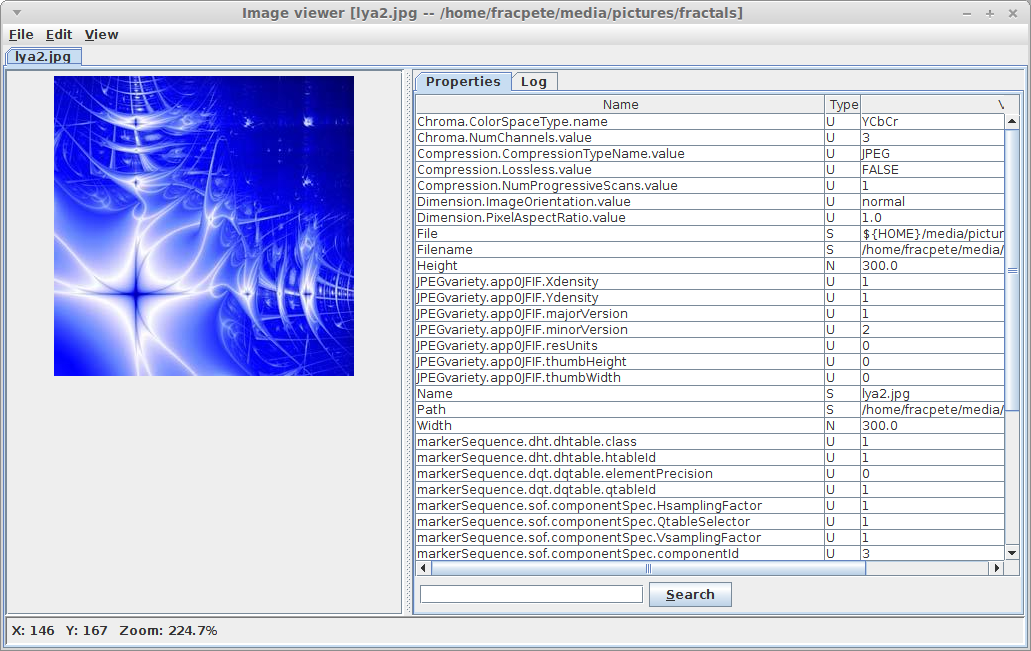 Image viewer [lya2.jpg -- /home/fracpete/media/pictures/fractals]
File Edit View
lya2.jpg
Properties Log
Name Type
Chroma.ColorSpaceType.name U YCbCr
Chroma.NumChannels.value U 3
Compression.CompressionTypeName.value U JPEG
Compression.Lossless.value U FALSE
Compression.NumProgressiveScans.value U 1
Dimension.ImageOrientation.value U normal
Dimension.PixelAspectRatio.value U 1.0
File S ${HOME}/media/pictur
Filename S /home/fracpete/media/
Height N 300.0
JPEGvariety.app0JFIF.Xdensity U 1
JPEGvariety.app0JFIF.Ydensity U 1
JPEGvariety.app0JFIF.majorVersion U 1
JPEGvariety.app0JFIF.minorVersion U 2
JPEGvariety.app0JFIF.resUnits U 0
JPEGvariety.app0JFIF.thumbHeight U 0
JPEGvariety.app0JFIF.thumbWidth U 0
Name S lya2.jpg
Path S /home/fracpete/media/
Width N 300.0
markerSequence.dht.dhtable.class U 1
markerSequence.dht.dhtable.htableId U 1
markerSequence.dqt.dqtable.elementPrecision U 0
markerSequence.dqt.dqtable.qtableId U 1
markerSequence.sof.componentSpec.HsamplingFactor U 1
markerSequence.sof.componentSpec.QtableSelector U 1
markerSequence.sof.componentSpec.VsamplingFactor U 1
markerSequence.sof.componentSpec.componentId U 3
Search
X: 146 Y: 167 Zoom: 224.7%